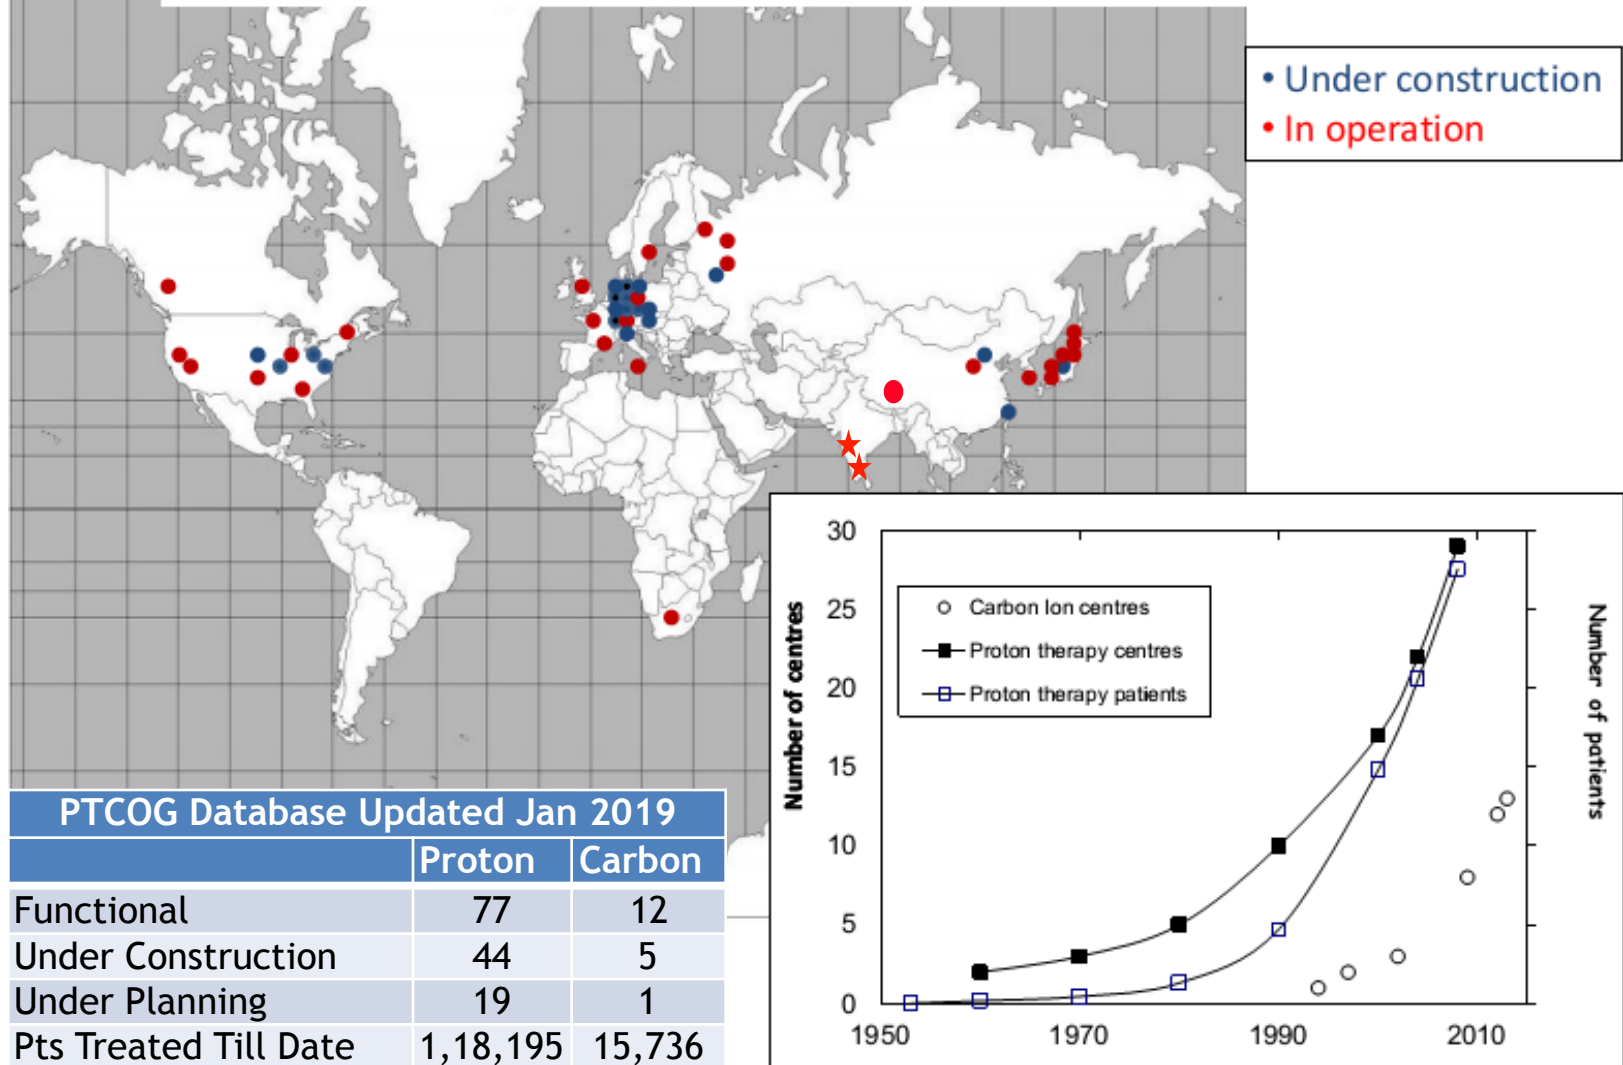 • Under construction
• In operation
30
25
20
15
10
5
0
1950
1970
1990
2010
Number of centres
Number of patients
Carbon Ion centres
Proton therapy centres
Proton therapy patients
PTCOG Database Updated Jan 2019
Proton Carbon
Functional 77 12
Under Construction 44 5
Under Planning 19 1
Pts Treated Till Date 1,18,195 15,736